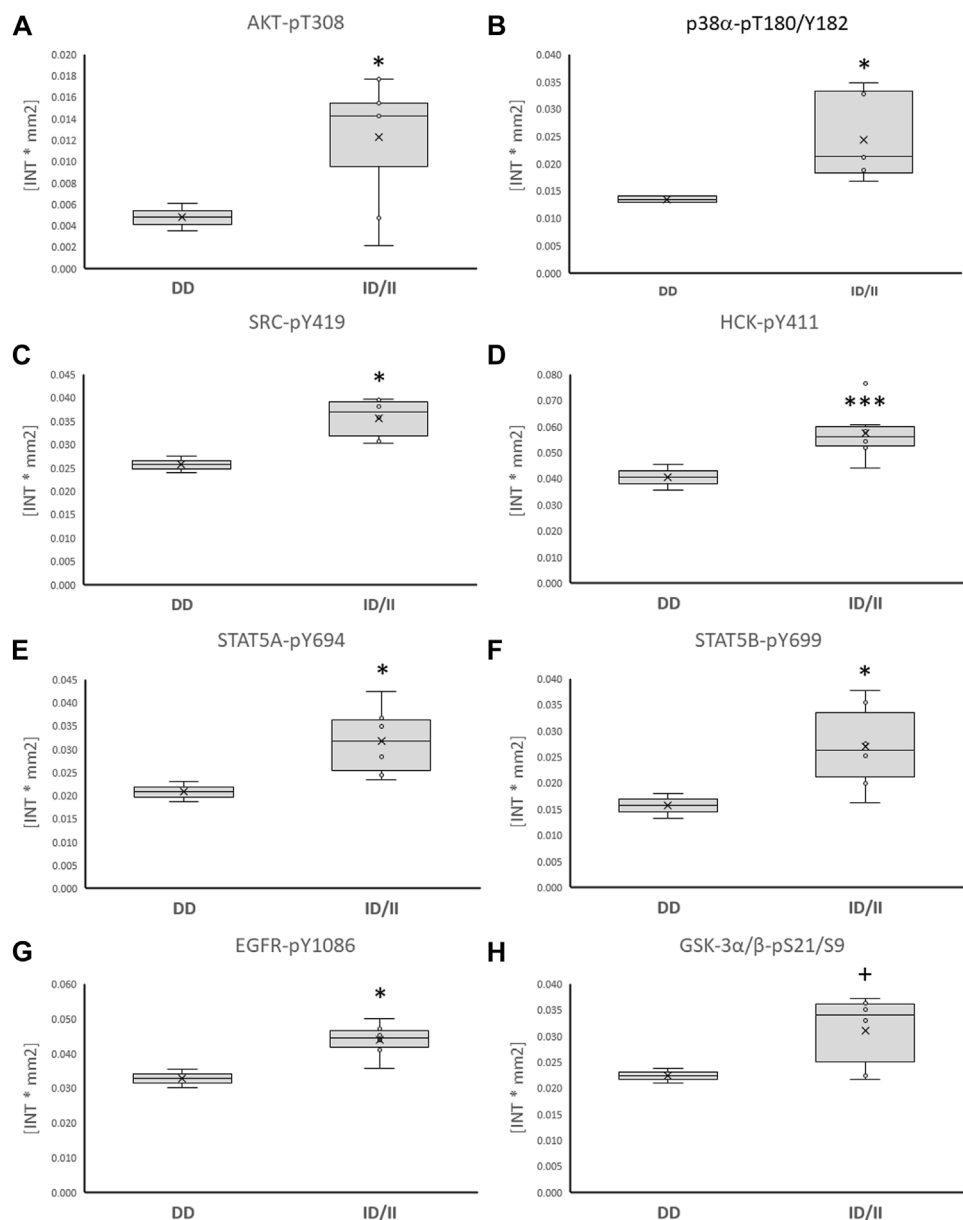 A
AKT-pT308
*
[INT * mm2]
0.020
0.018
0.016
0.014
0.012
0.010
0.008
0.006
0.004
0.002
0.000
DD ID/II
B
p38α-pT180/Y182
*
[INT * mm2]
0.040
0.035
0.030
0.025
0.020
0.015
0.010
0.005
0.000
DD ID/II
C
SRC-pY419
*
[INT * mm2]
0.045
0.040
0.035
0.030
0.025
0.020
0.015
0.010
0.005
0.000
DD ID/II
D
HCK-pY411
***
[INT * mm2]
0.080
0.070
0.060
0.050
0.040
0.030
0.020
0.010
0.000
DD ID/II
E
STAT5A-pY694
*
[INT * mm2]
0.045
0.040
0.035
0.030
0.025
0.020
0.015
0.010
0.005
0.000
DD ID/II
F
STAT5B-pY699
*
[INT * mm2]
0.040
0.035
0.030
0.025
0.020
0.015
0.010
0.005
0.000
DD ID/II
G
EGFR-pY1086
*
[INT * mm2]
0.060
0.050
0.040
0.030
0.020
0.010
0.000
DD ID/II
H
GSK-3α/β-pS21/S9
+
[INT * mm2]
0.040
0.035
0.030
0.025
0.020
0.015
0.010
0.005
0.000
DD ID/II